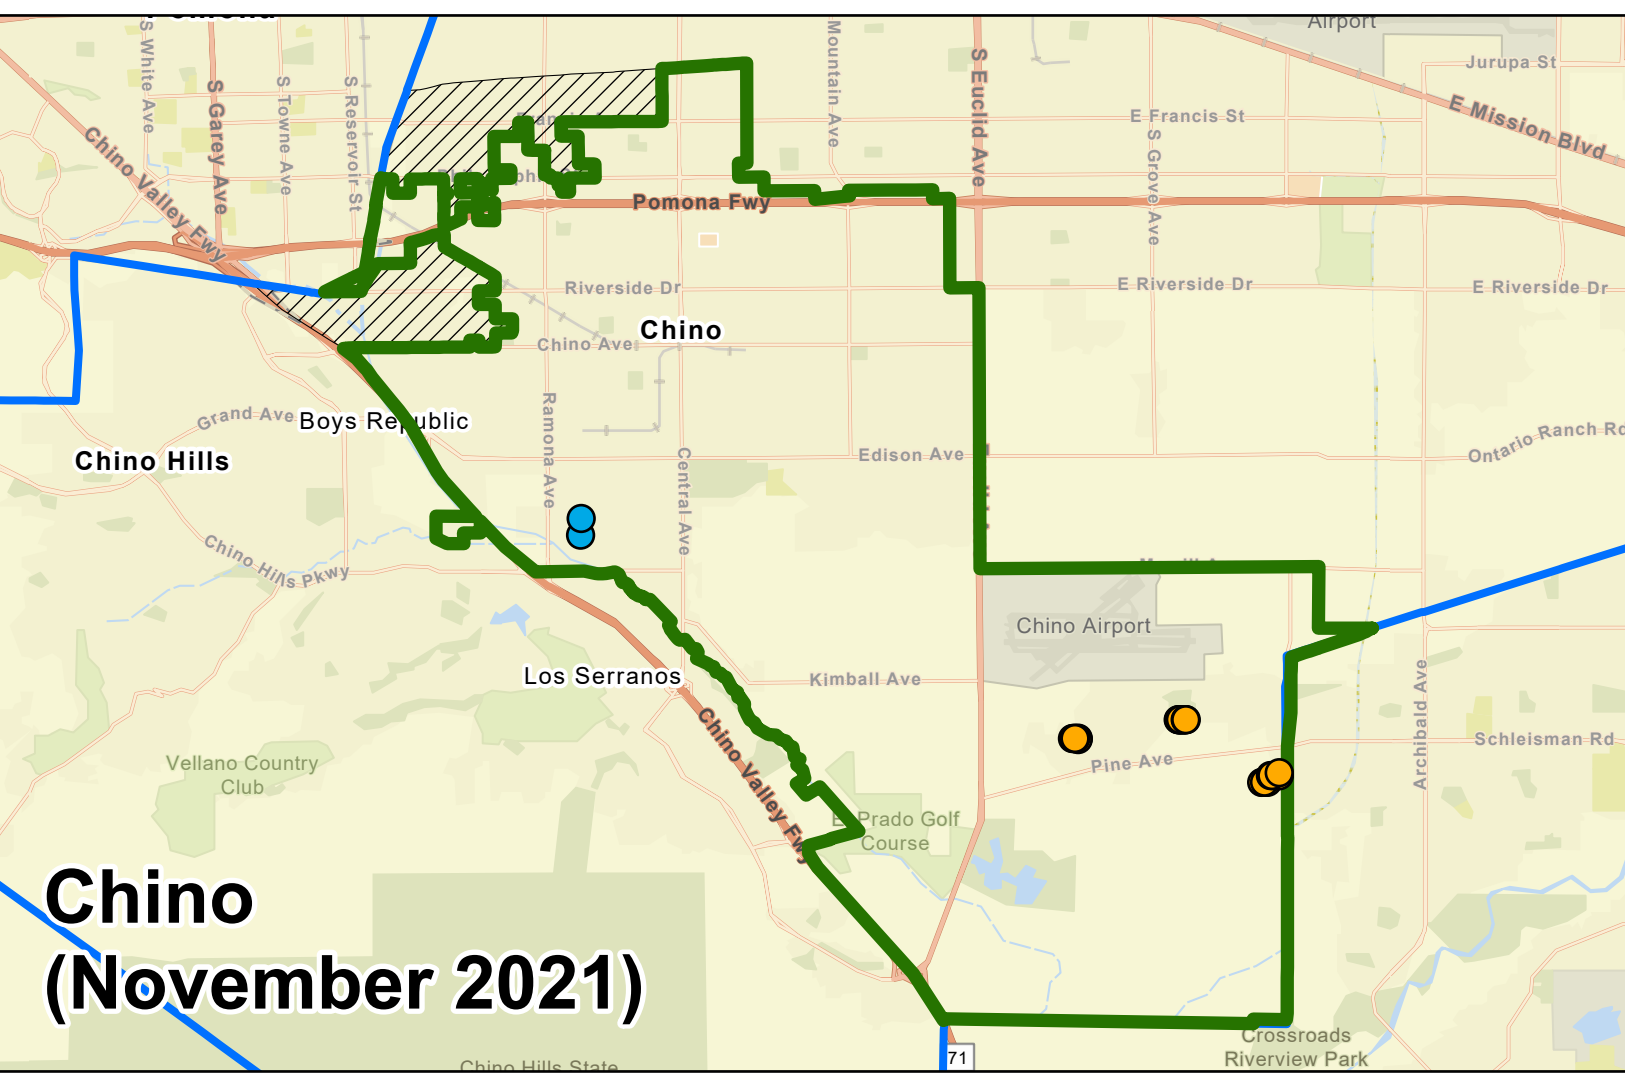 Pomona
Airport
S White Ave
S Garey Ave
S Towne Ave
S Reservoir St
Mountain Ave
S Euclid Ave
Jurupa St
E Mission Blvd
E Francis St
S Grove Ave
Chino Valley Fwy
Pomona Fwy
Riverside Dr
E Riverside Dr
E Riverside Dr
Chino
Chino Ave
Ramona Ave
Grand Ave
Boys Republic
Chino Hills
Central Ave
Edison Ave
Ontario Ranch Rd
Chino Hills Pkwy
Chino Airport
Los Serranos
Kimball Ave
Archibald Ave
Chino Valley Fwy
Pine Ave
Schleisman Rd
Vellano Country
Club
El Prado Golf
Course
Chino
(November 2021)
Crossroads
Riverview Park
71
Chino Hills State